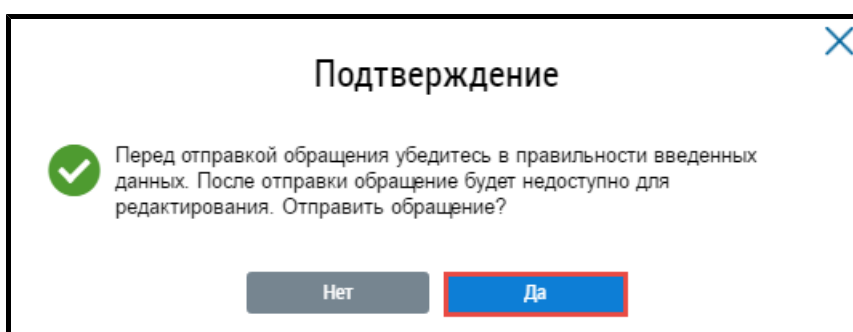 Подтверждение
Перед отправкой обращения убедитесь в правильности введенных
данных. После отправки обращение будет недоступно для
редактирования. Отправить обращение?
Нет
Да